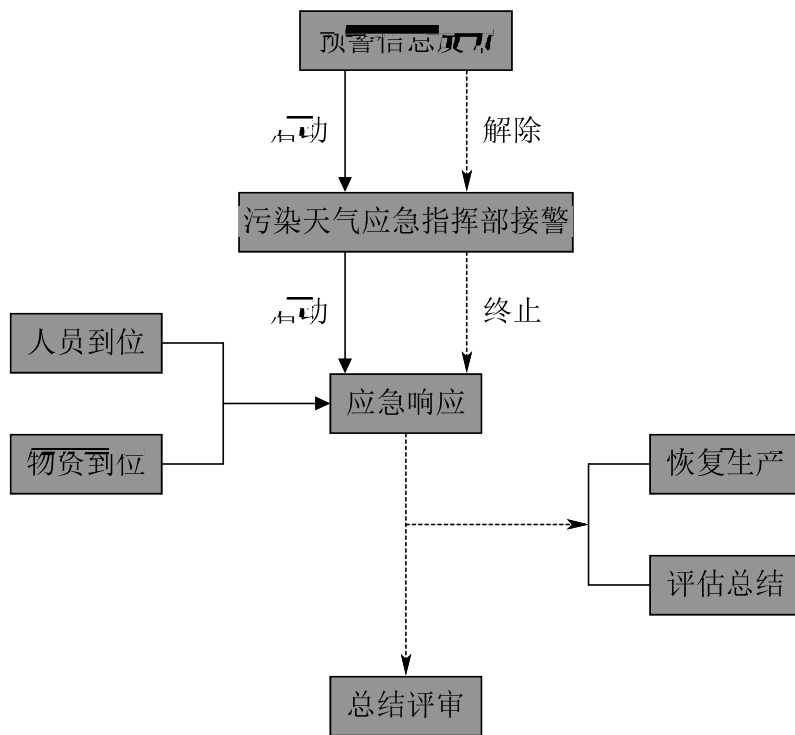 预警信息发布
启动
解除
污染天气应急指挥部接警
启动
终止
人员到位
应急响应
物资到位
恢复生产
评估总结
总结评审